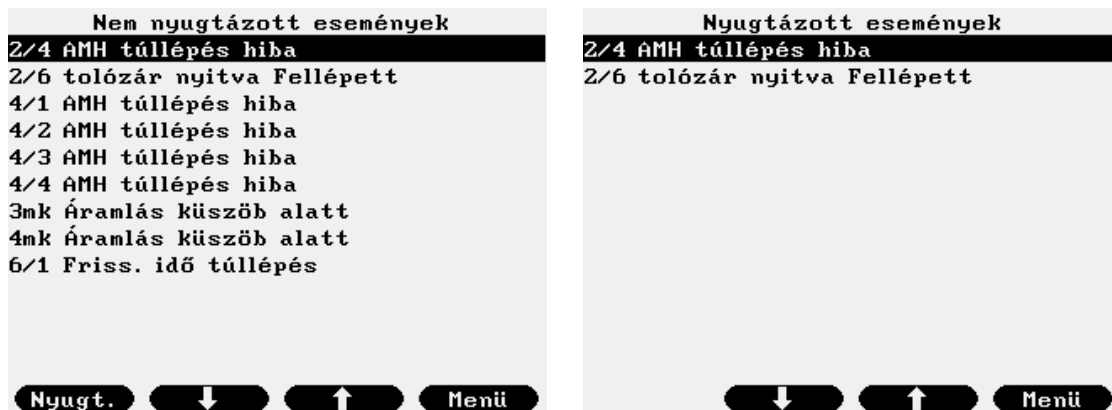 Nem nyugtázott események
2/4 AMH túllépés hiba
2/6 tolózár nyitva Fellépett
4/1 AMH túllépés hiba
4/2 AMH túllépés hiba
4/3 AMH túllépés hiba
4/4 AMH túllépés hiba
3mk Áramlás küszöb alatt
4mk Áramlás küszöb alatt
6/1 Friss. idő túllépés
Nyugt. ⬇ ⬆ Menü
Nyugtázott események
2/4 AMH túllépés hiba
2/6 tolózár nyitva Fellépett
⬇ ⬆ Menü